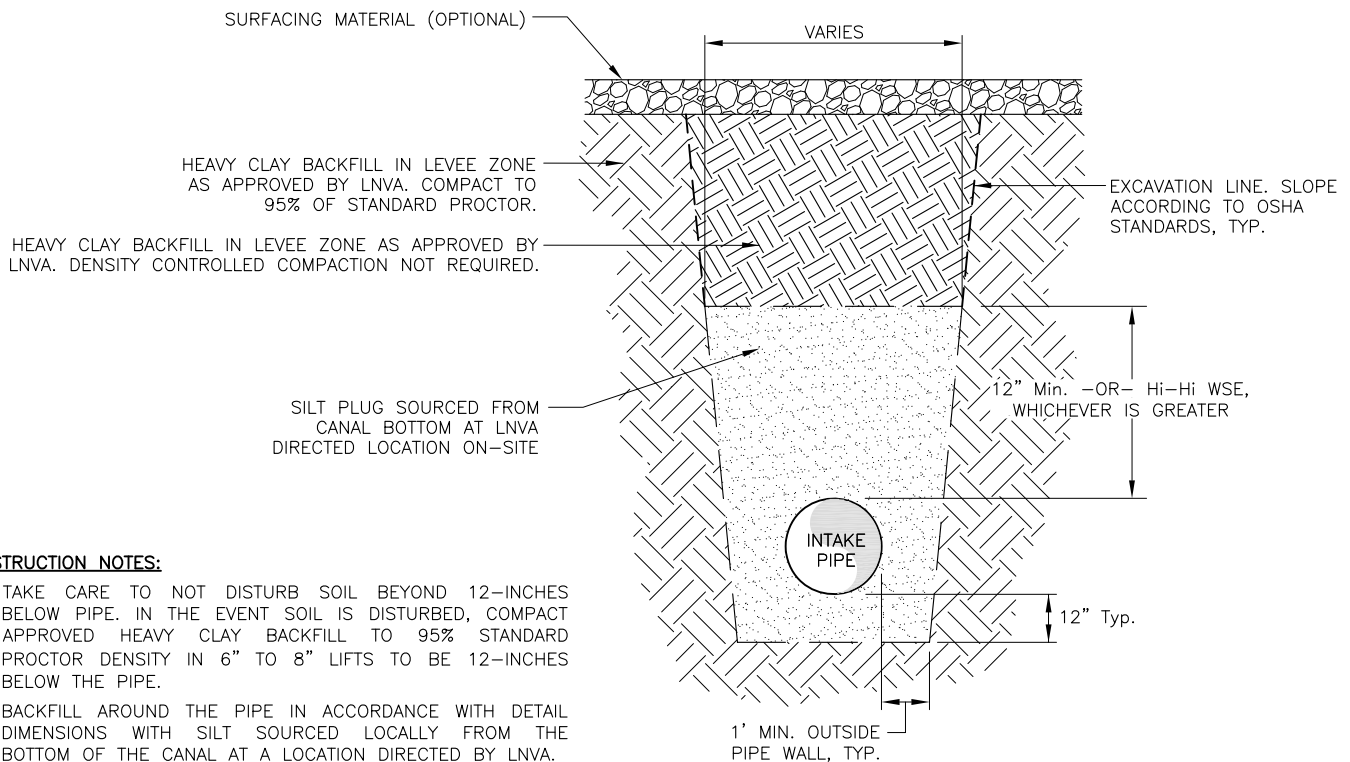 SURFACING MATERIAL (OPTIONAL)
VARIES
HEAVY CLAY BACKFILL IN LEVEE ZONE
AS APPROVED BY LNVA. COMPACT TO
95% OF STANDARD PROCTOR.
EXCAVATION LINE. SLOPE
ACCORDING TO OSHA
STANDARDS, TYP.
HEAVY CLAY BACKFILL IN LEVEE ZONE AS APPROVED BY
LNVA. DENSITY CONTROLLED COMPACTION NOT REQUIRED.
12" Min. -OR- Hi-Hi WSE,
WHICHEVER IS GREATER
SILT PLUG SOURCED FROM
CANAL BOTTOM AT LNVA
DIRECTED LOCATION ON-SITE
INTAKE
PIPE
12" Typ.
1' MIN. OUTSIDE
PIPE WALL, TYP.
STRUCTION NOTES:
TAKE CARE TO NOT DISTURB SOIL BEYOND 12-INCHES
BELOW PIPE. IN THE EVENT SOIL IS DISTURBED, COMPACT
APPROVED HEAVY CLAY BACKFILL TO 95% STANDARD
PROCTOR DENSITY IN 6" TO 8" LIFTS TO BE 12-INCHES
BELOW THE PIPE.
BACKFILL AROUND THE PIPE IN ACCORDANCE WITH DETAIL
DIMENSIONS WITH SILT SOURCED LOCALLY FROM THE
BOTTOM OF THE CANAL AT A LOCATION DIRECTED BY LNVA.